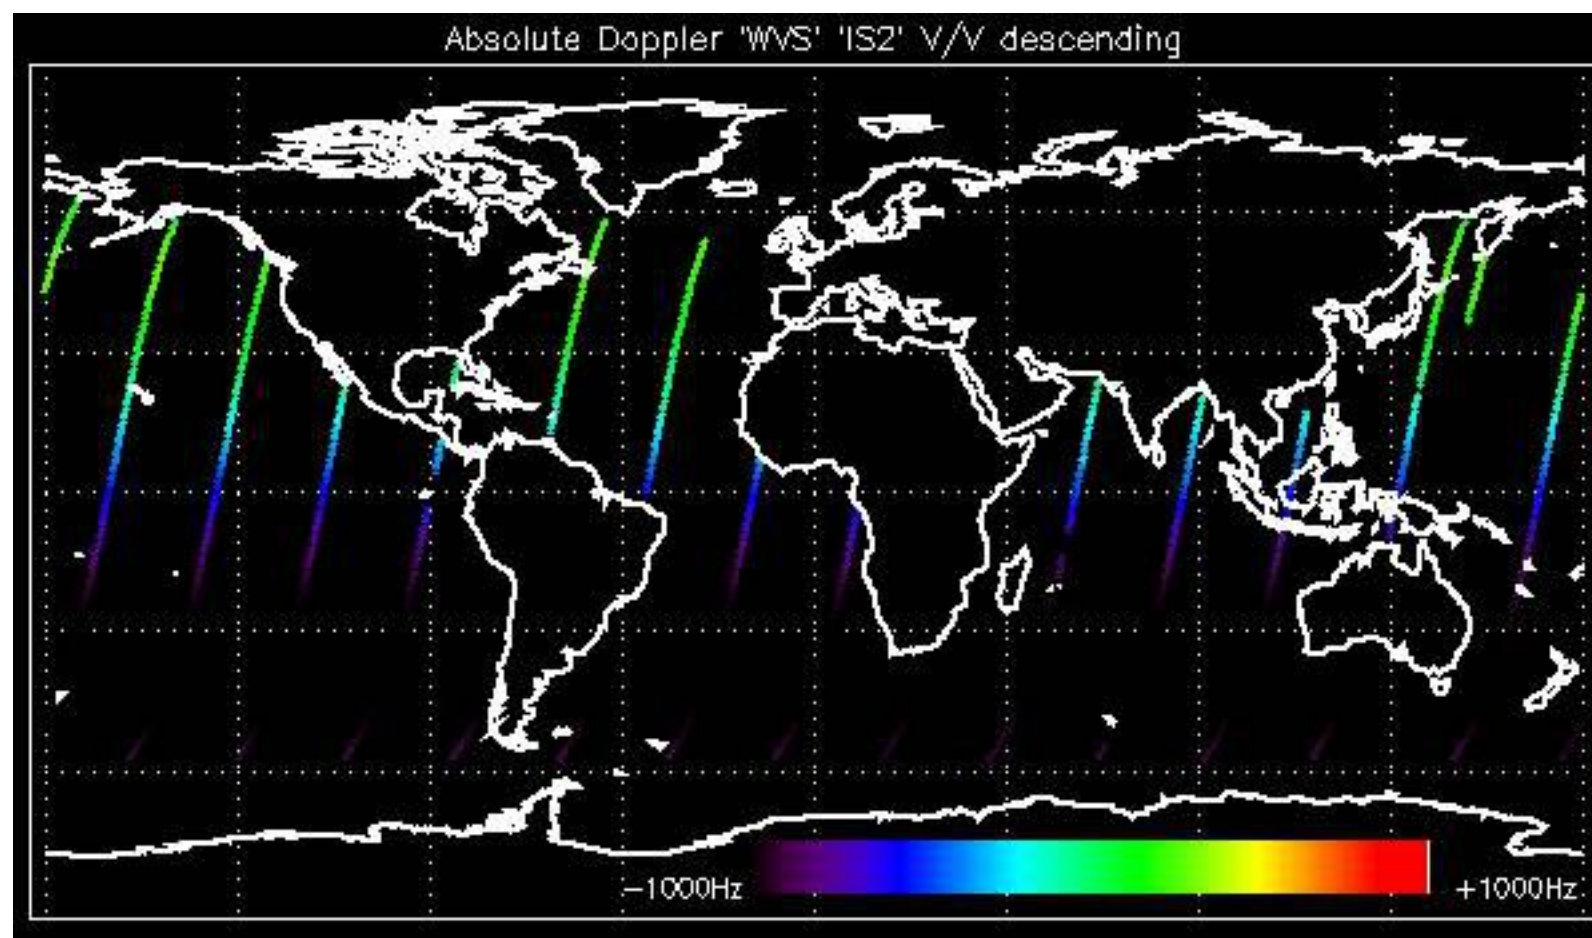 Absolute Doppler 'WVS' 'IS2' V/V descending
-1000Hz +1000Hz